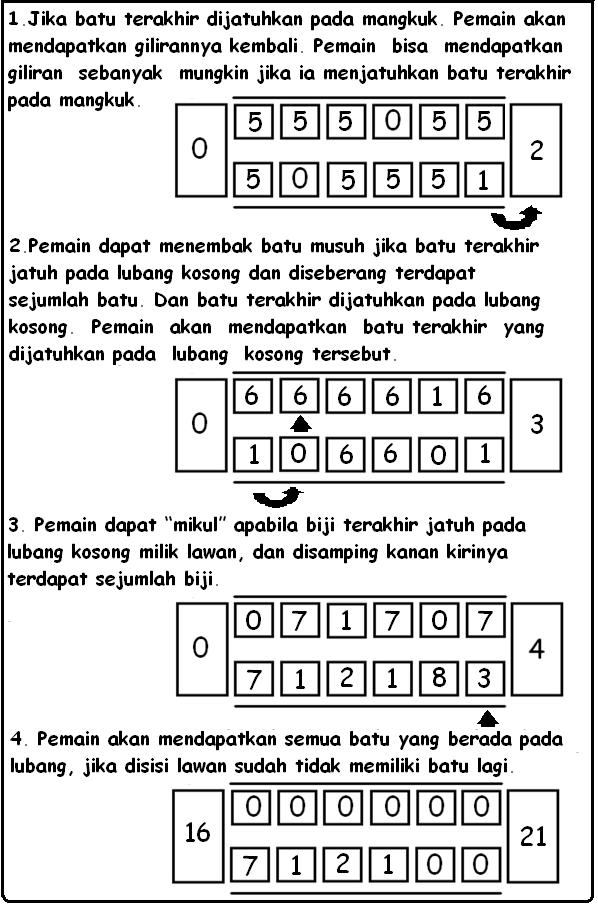 1.Jika batu terakhir dijatuhkan pada mangkuk. Pemain akan
mendapatkan gilirannya kembali. Pemain bisa mendapatkan
giliran sebanyak mungkin jika ia menjatuhkan batu terakhir
pada mangkuk.
5 5 5 0 5 5
0 2
5 0 5 5 5 1
2.Pemain dapat menembak batu musuh jika batu terakhir
jatuh pada lubang kosong dan diseberang terdapat
sejumlah batu. Dan batu terakhir dijatuhkan pada lubang
kosong. Pemain akan mendapatkan batu terakhir yang
dijatuhkan pada lubang kosong tersebut.
6 6 6 6 1 6
0 3
1 0 6 6 0 1
3. Pemain dapat "mikul" apabila biji terakhir jatuh pada
lubang kosong milik lawan, dan disamping kanan kirinya
terdapat sejumlah biji.
0 7 1 7 0 7
0 4
7 1 2 1 8 3
4. Pemain akan mendapatkan semua batu yang berada pada
lubang, jika disisi lawan sudah tidak memiliki batu lagi.
0 0 0 0 0 0
16 21
7 1 2 1 0 0